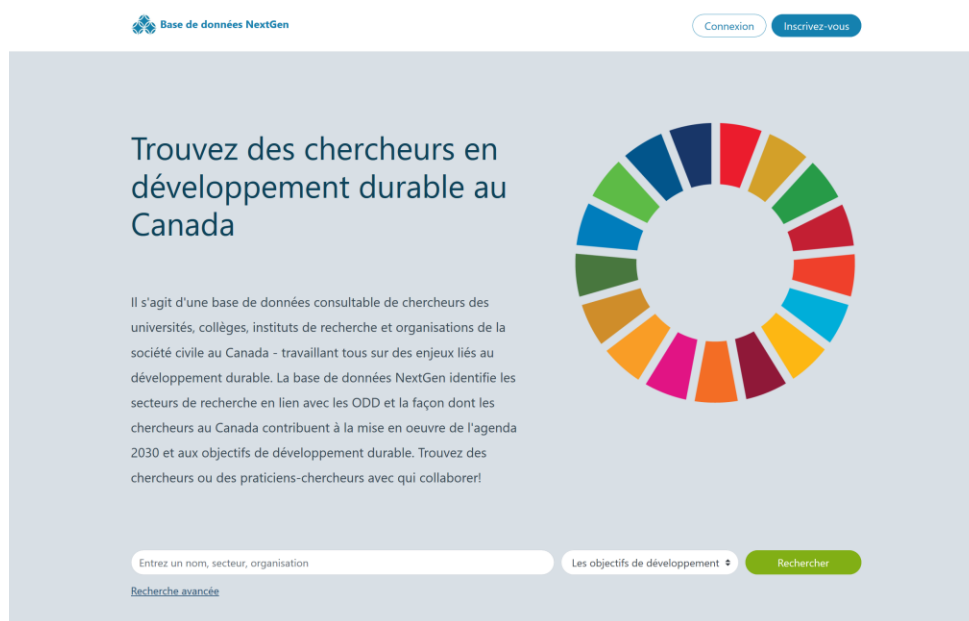 Base de données NextGen
Connexion
Inscrivez-vous
Trouvez des chercheurs en
développement durable au
Canada
Il s'agit d'une base de données consultable de chercheurs des
universités, collèges, instituts de recherche et organisations de la
société civile au Canada - travaillant tous sur des enjeux liés au
développement durable. La base de données NextGen identifie les
secteurs de recherche en lien avec les ODD et la façon dont les
chercheurs au Canada contribuent à la mise en oeuvre de l'agenda
2030 et aux objectifs de développement durable. Trouvez des
chercheurs ou des praticiens-chercheurs avec qui collaborer!
Entrez un nom, secteur, organisation
Les objectifs de développement
Rechercher
Recherche avancée